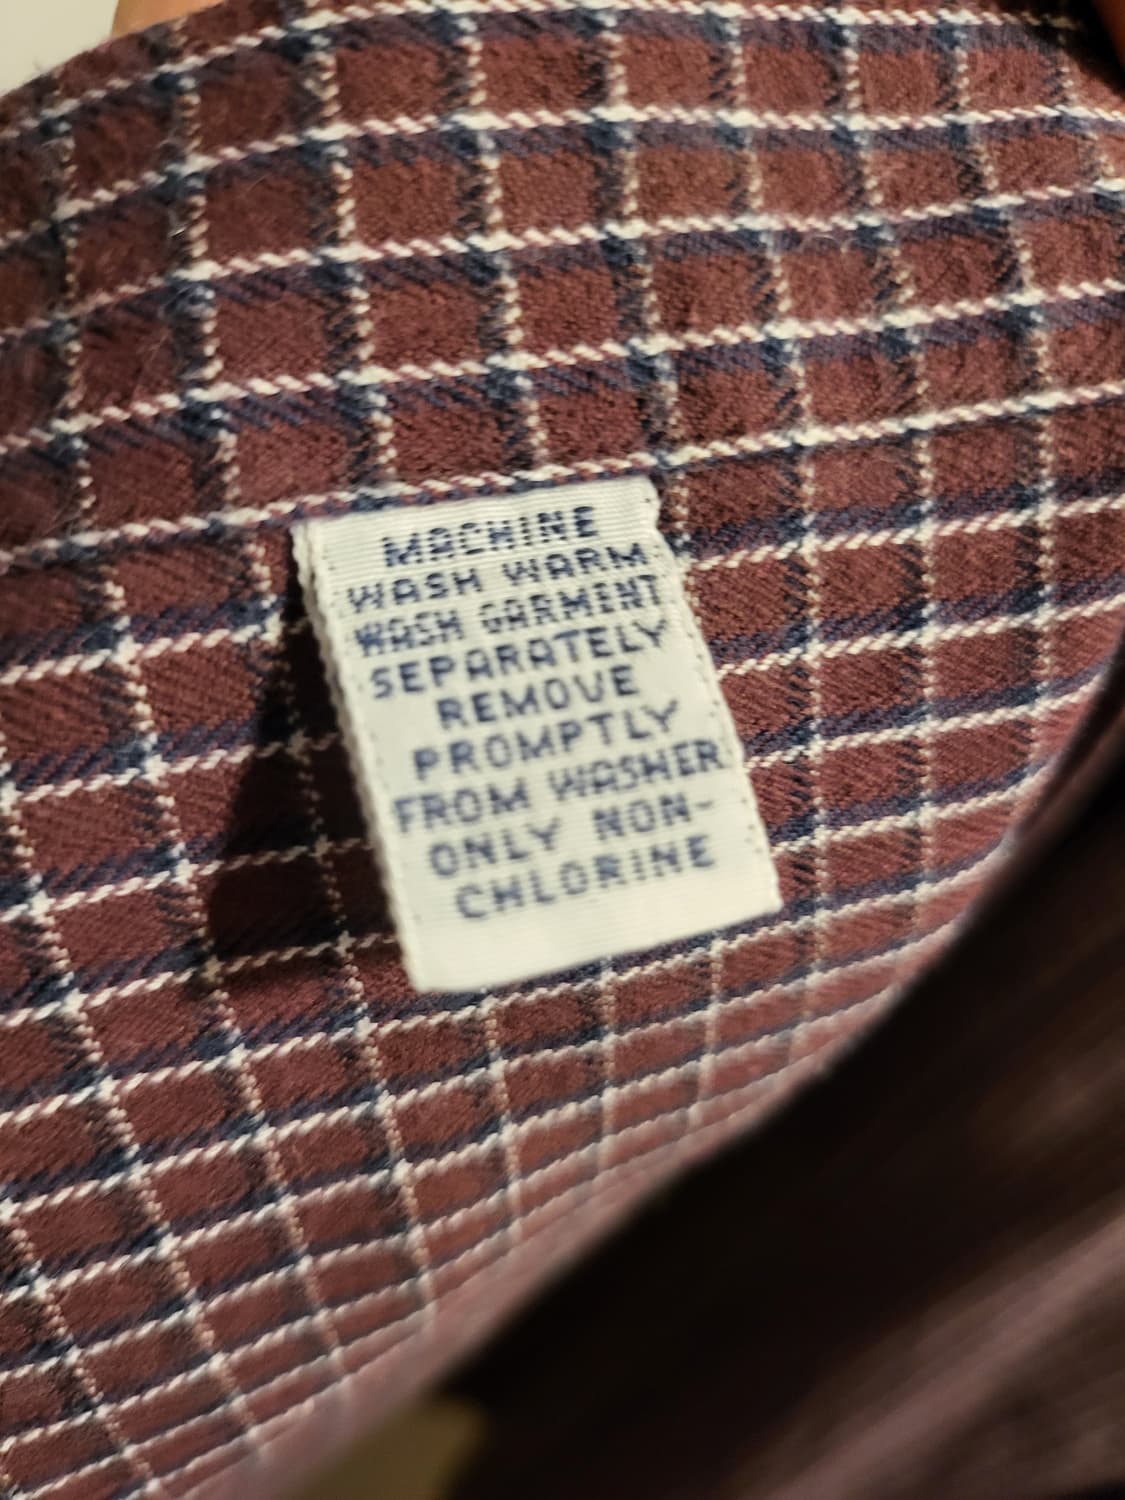 MACHINE
WASH WARM
WASH GARMENT
SEPARATELY
REMOVE
PROMPTLY
FROM WASHER
ONLY NON-
CHLORINE